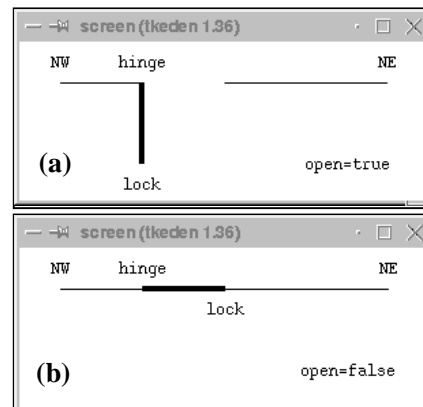 screen (tkeden 1.36)
NW hinge NE
(a) open=true
lock
screen (tkeden 1.36)
NW hinge NE
lock
(b) open=false